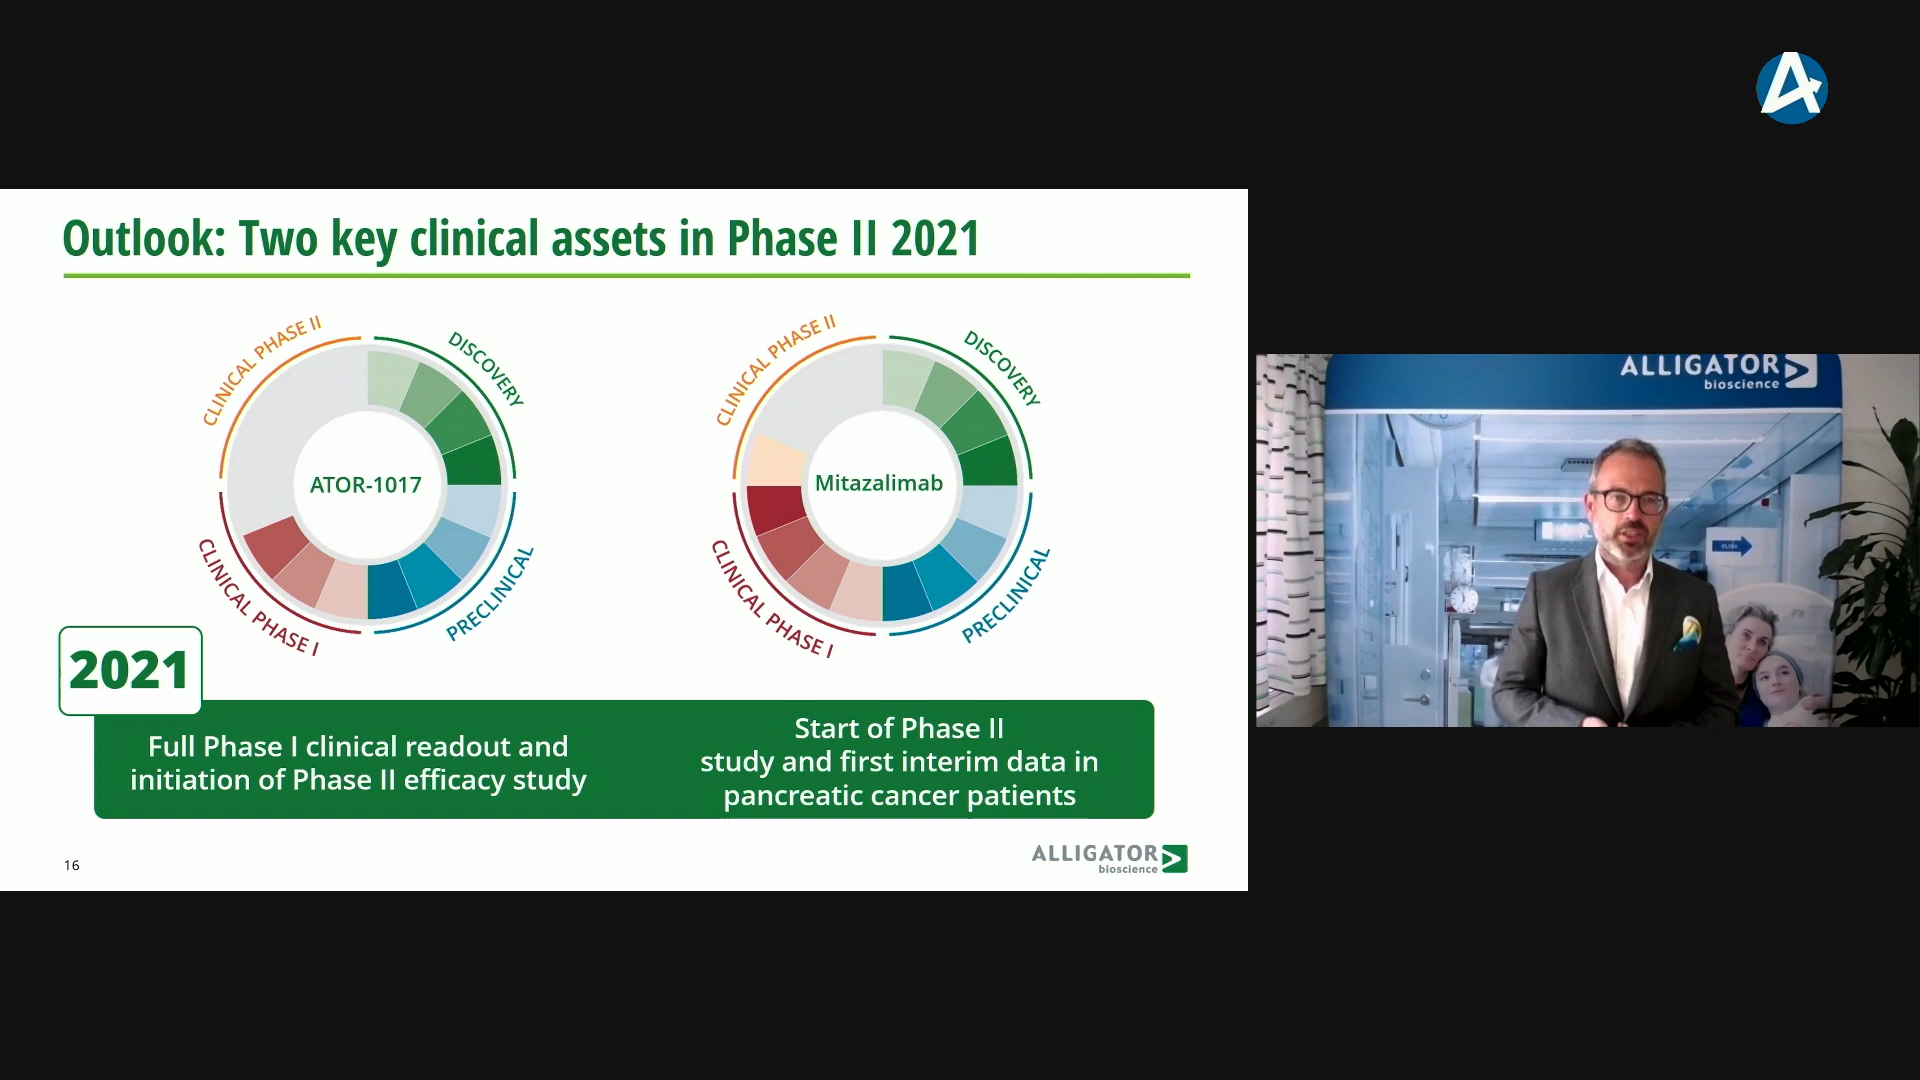 Outlook: Two key clinical assets in Phase II 2021
CLINICAL PHASE II
DISCOVERY
ATOR-1017
CLINICAL PHASE I
PRECLINICAL
CLINICAL PHASE II
DISCOVERY
Mitazalimab
CLINICAL PHASE I
PRECLINICAL
2021
Full Phase I clinical readout and
initiation of Phase II efficacy study
Start of Phase II
study and first interim data in
pancreatic cancer patients
16
ALLIGATOR
bioscience
ALLIGATOR
bioscience